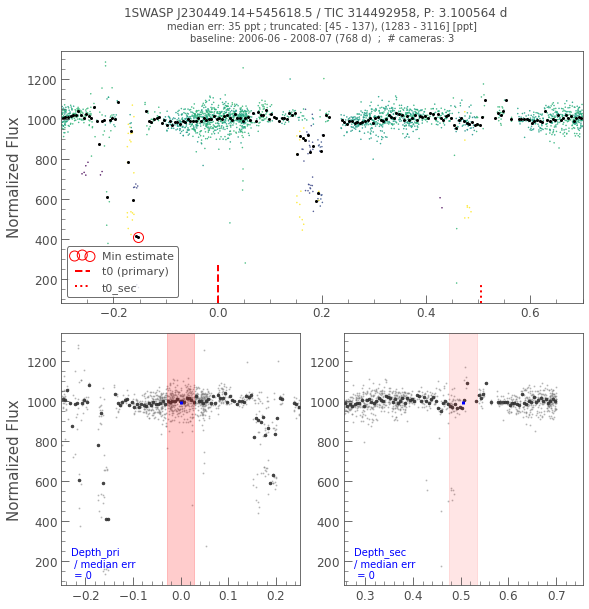 1SWASP J230449.14+545618.5 / TIC 314492958, P: 3.100564 d
median err: 35 ppt ; truncated: [45 - 137), (1283 - 3116] [ppt]
baseline: 2006-06 - 2008-07 (768 d)  ;  # cameras: 3
Normalized Flux
1200
1000
800
600
400
200
Min estimate
t0 (primary)
t0_sec
−0.2
0.0
0.2
0.4
0.6
Normalized Flux
1200
1000
800
600
400
200
Depth_pri
/ median err
= 0
−0.2
−0.1
0.0
0.1
0.2
1200
1000
800
600
400
200
Depth_sec
/ median err
= 0
0.3
0.4
0.5
0.6
0.7